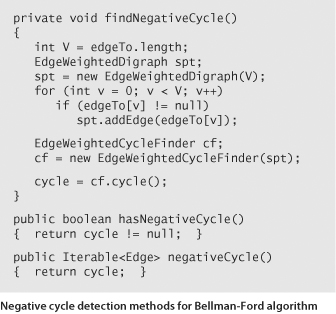 private void findNegativeCycle()
{
int V = edgeTo.length;
EdgeWeightedDigraph spt;
spt = new EdgeWeightedDigraph(V);
for (int v = 0; v < V; v++)
if (edgeTo[v] != null)
spt.addEdge(edgeTo[v]);
EdgeWeightedCycleFinder cf;
cf = new EdgeWeightedCycleFinder(spt);
cycle = cf.cycle();
}
public boolean hasNegativeCycle()
{ return cycle != null; }
public Iterable<Edge> negativeCycle()
{ return cycle; }
Negative cycle detection methods for Bellman-Ford algorithm